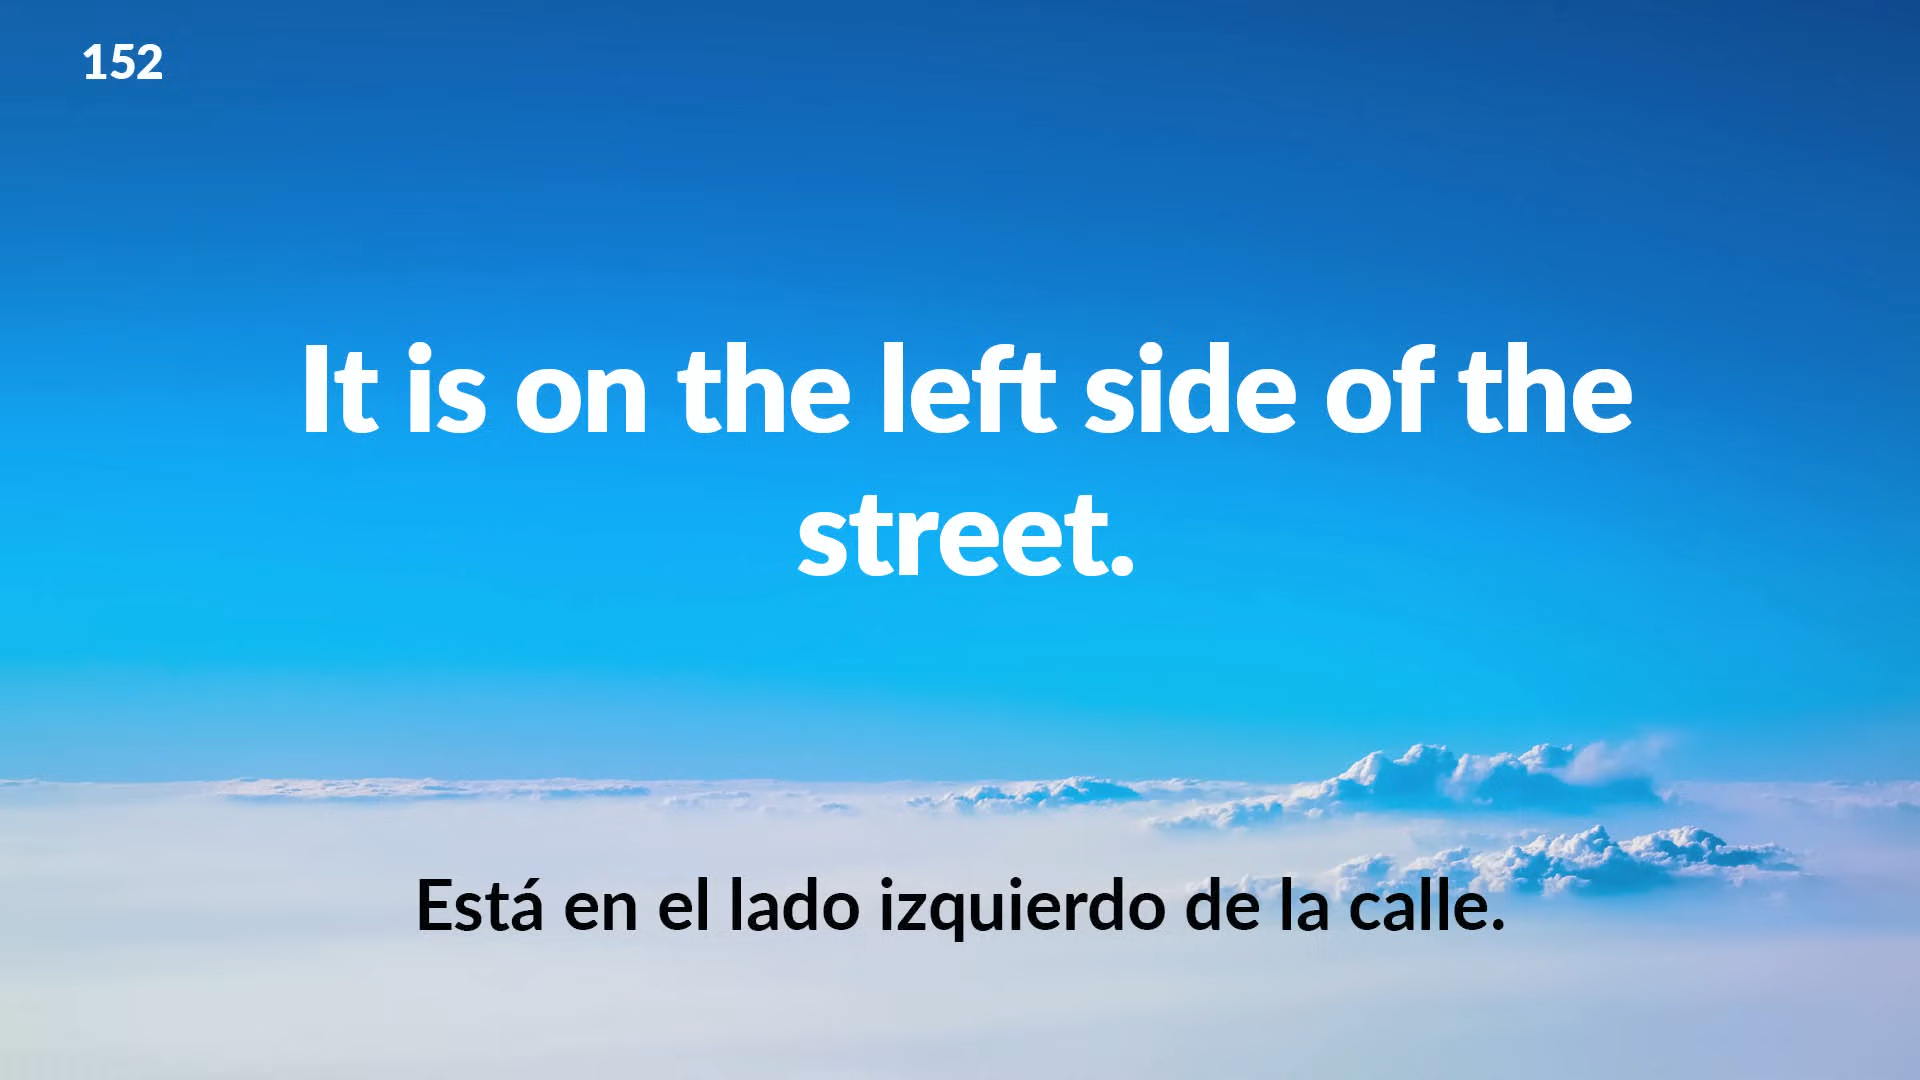 152
It is on the left side of the
street.
Está en el lado izquierdo de la calle.